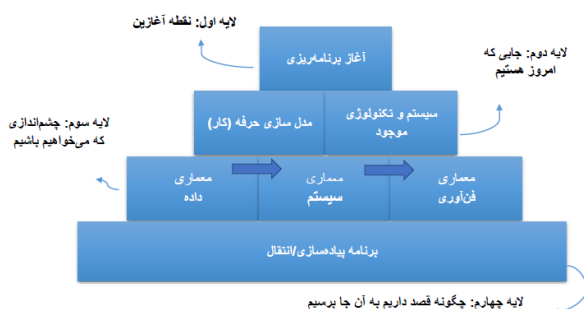 لایه اول: نقطه آغازین
آغاز برنامه‌ریزی
لایه دوم: جایی که
امروز هستیم
سیستم و تکنولوژی
موجود
مدل سازی حرفه (کار)
لایه سوم: چشم‌اندازی
که می‌خواهیم باشیم
معماری
فن‌آوری
معماری
سیستم
معماری
داده
برنامه پیاده‌سازی/انتقال
لایه چهارم: چگونه قصد داریم به آن جا برسیم